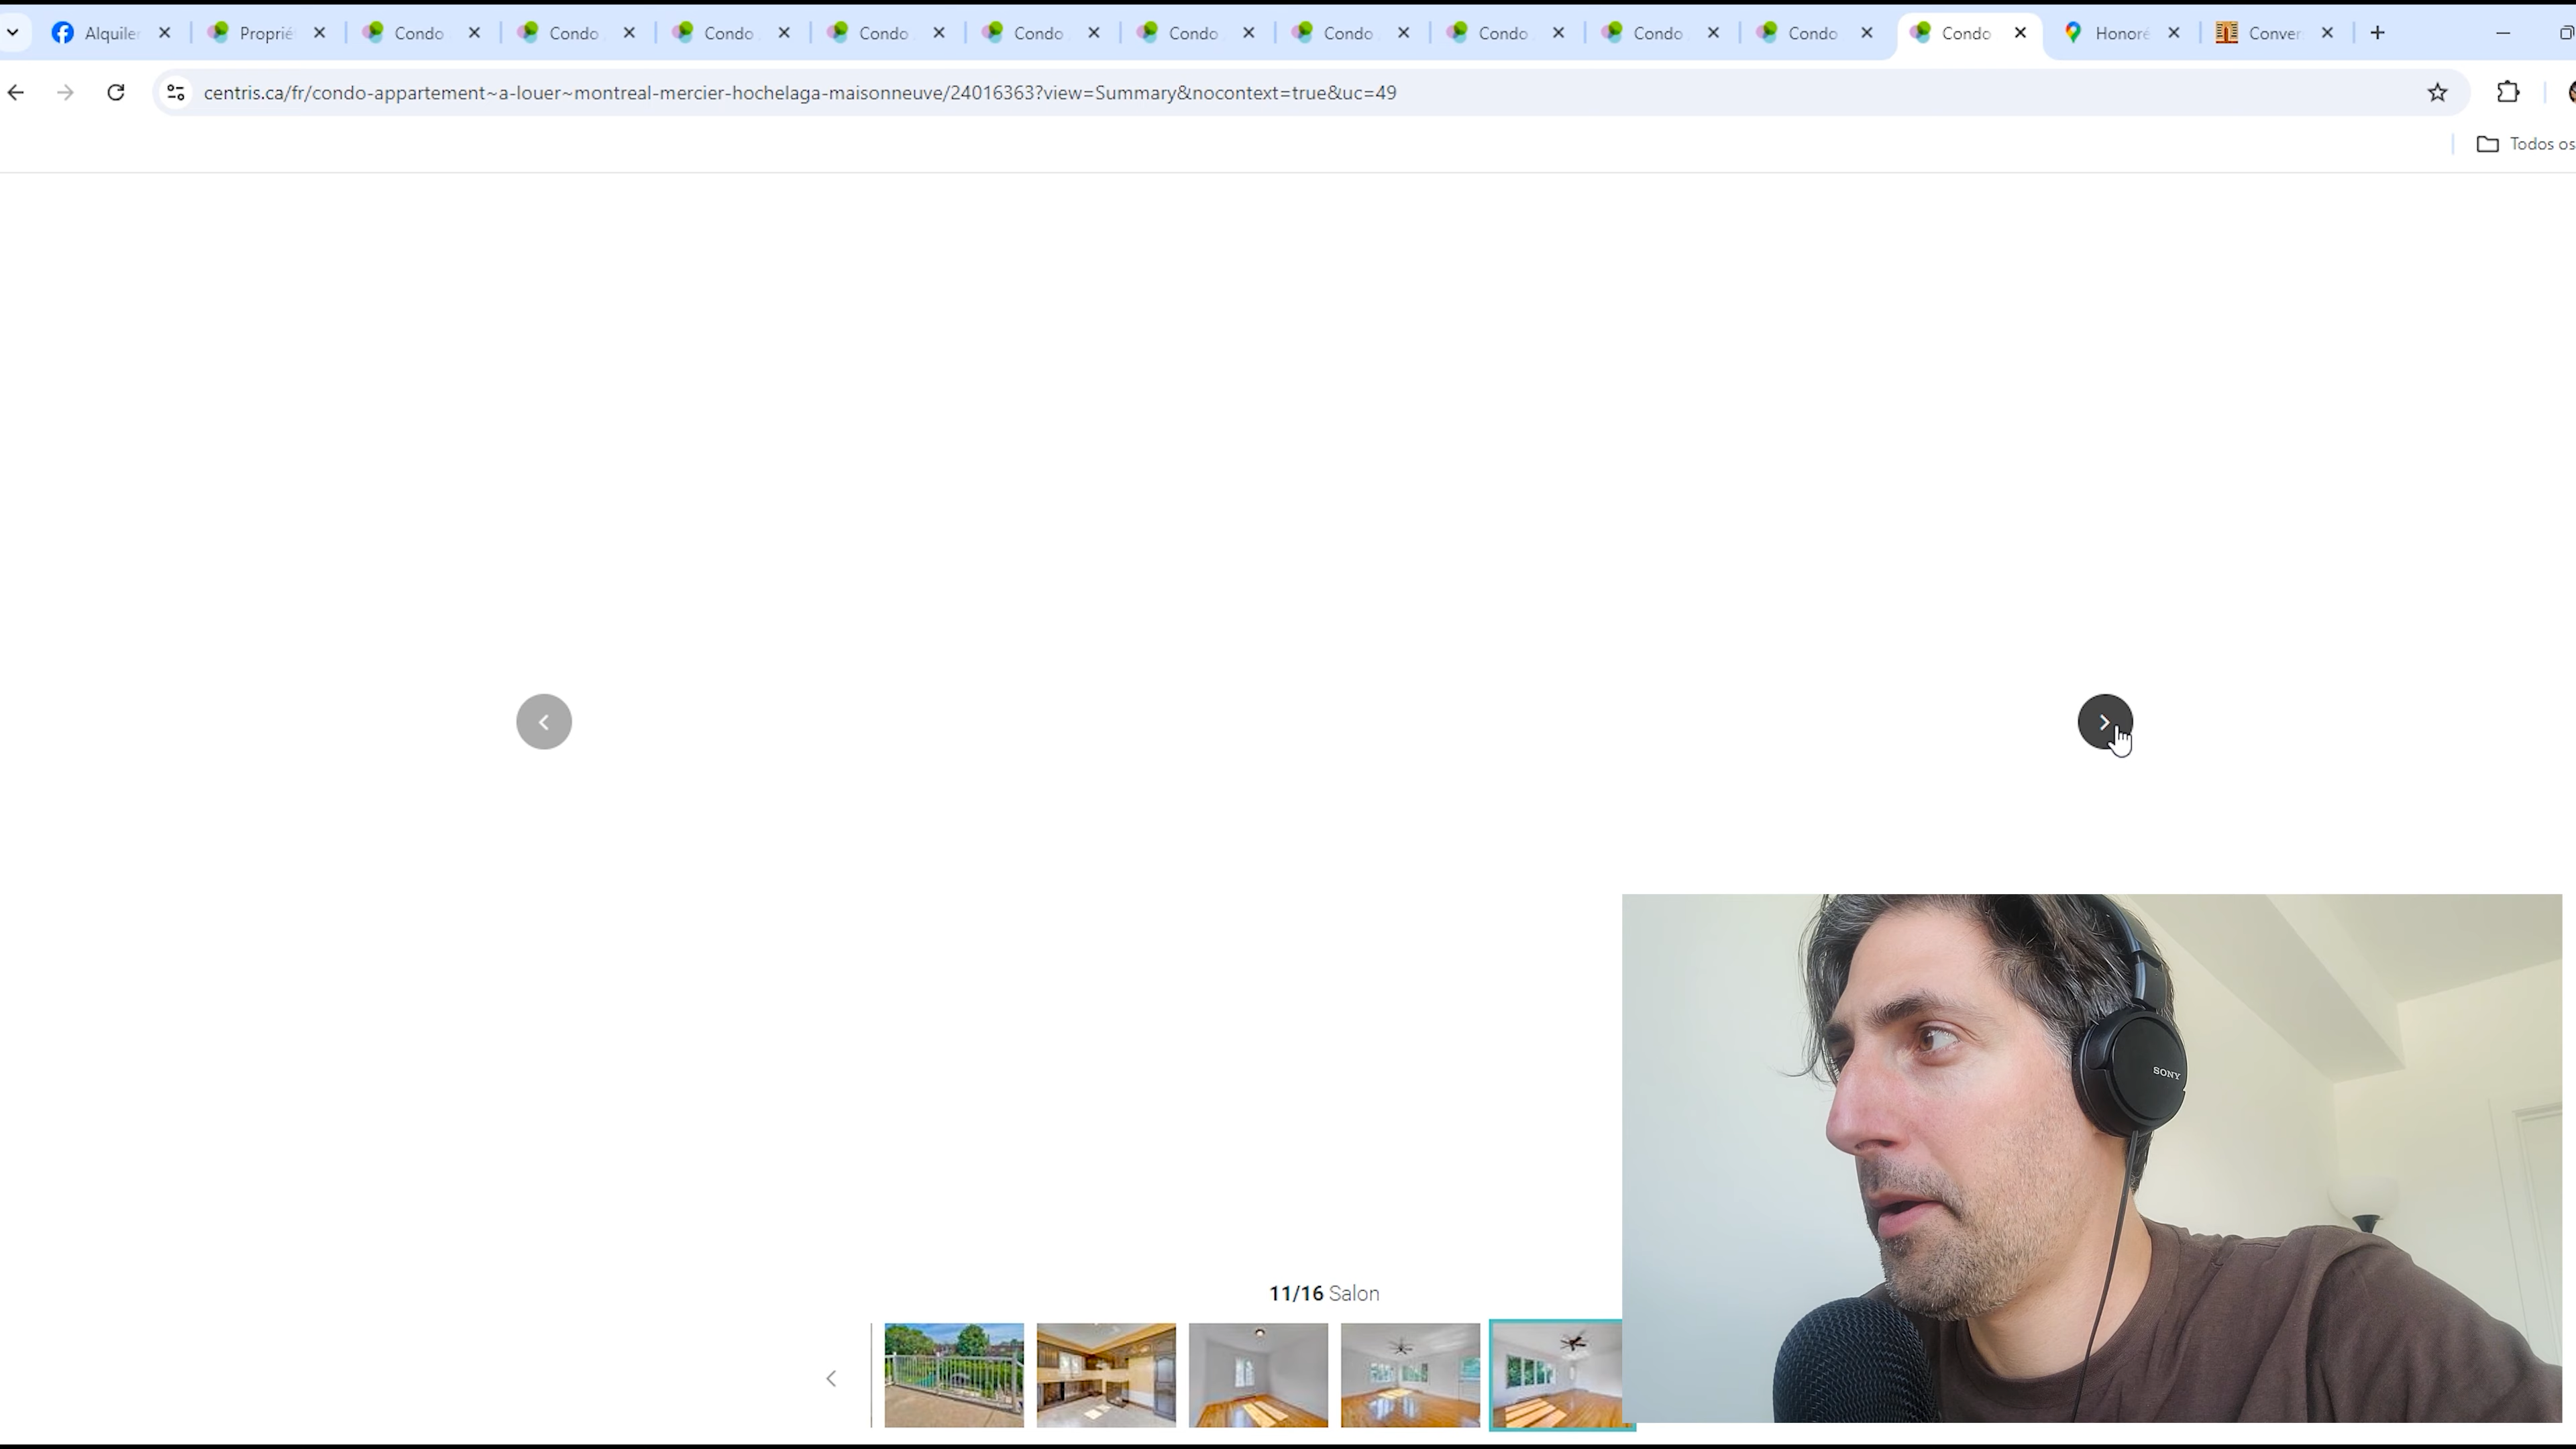 Alquiler Proprié Condo Condo Condo Condo Condo Condo Condo Condo Condo Condo Condo Honoré Conver
centris.ca/fr/condo-appartement~a-louer~montreal-mercier-hochelaga-maisonneuve/24016363?view=Summary&nocontext=true&uc=49
Todos os
SONY
11/16 Salon